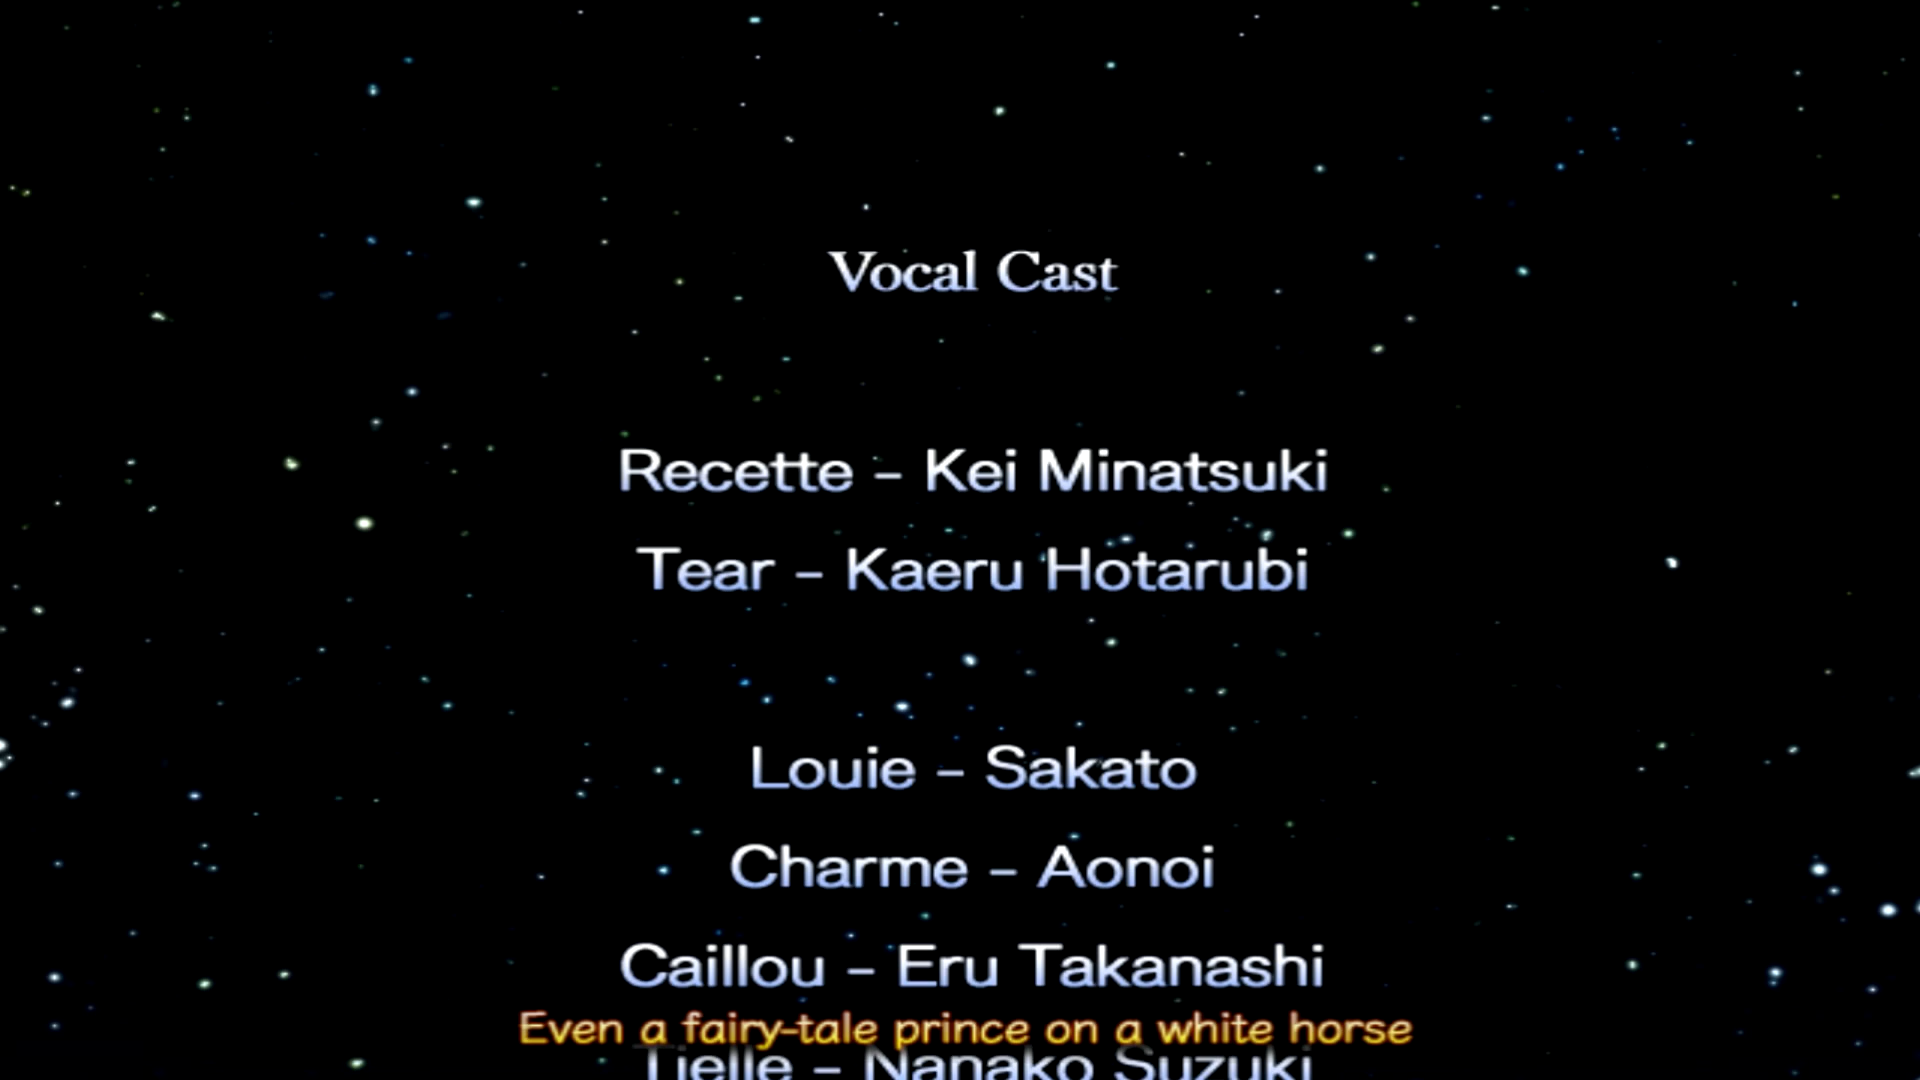 Vocal Cast
Recette - Kei Minatsuki
Tear - Kaeru Hotarubi
Louie - Sakato
Charme - Aonoi
Caillou - Eru Takanashi
Even a fairy-tale prince on a white horse
Tielle - Nanako Suzuki